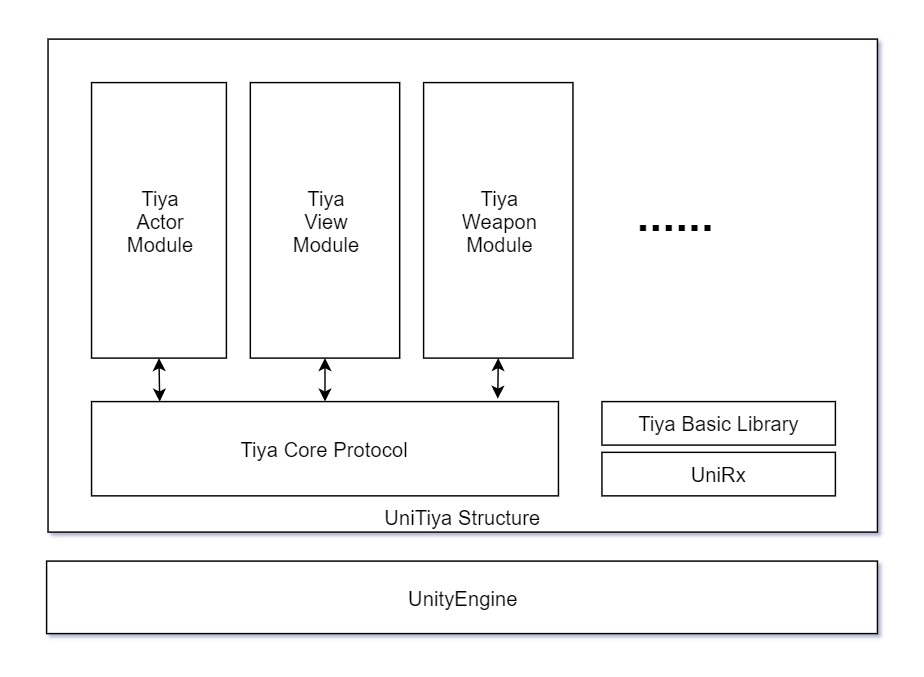 Tiya
Actor
Module
Tiya
View
Module
Tiya
Weapon
Module
......
Tiya Core Protocol
Tiya Basic Library
UniRx
UniTiya Structure
UnityEngine